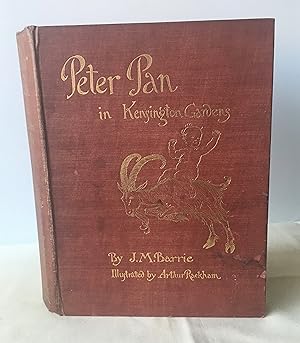 Peter Pan
in Kensington Gardens
By J.M.Barrie
Illustrated by Arthur Rackham